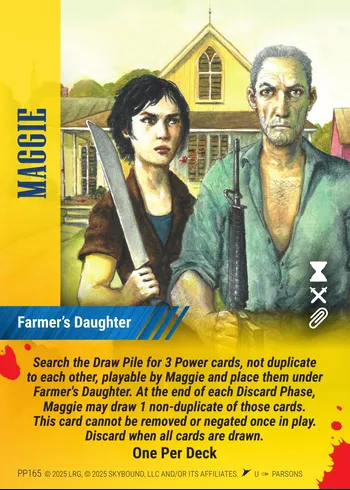 MAGGIE
Farmer's Daughter
Search the Draw Pile for 3 Power cards, not duplicate
to each other, playable by Maggie and place them under
Farmer's Daughter. At the end of each Discard Phase,
Maggie may draw 1 non-duplicate of those cards.
This card cannot be removed or negated once in play.
Discard when all cards are drawn.
One Per Deck
PP165 © 2025 LRG, © 2025 SKYBOUND, LLC AND/OR ITS AFFILIATES. U PARSONS